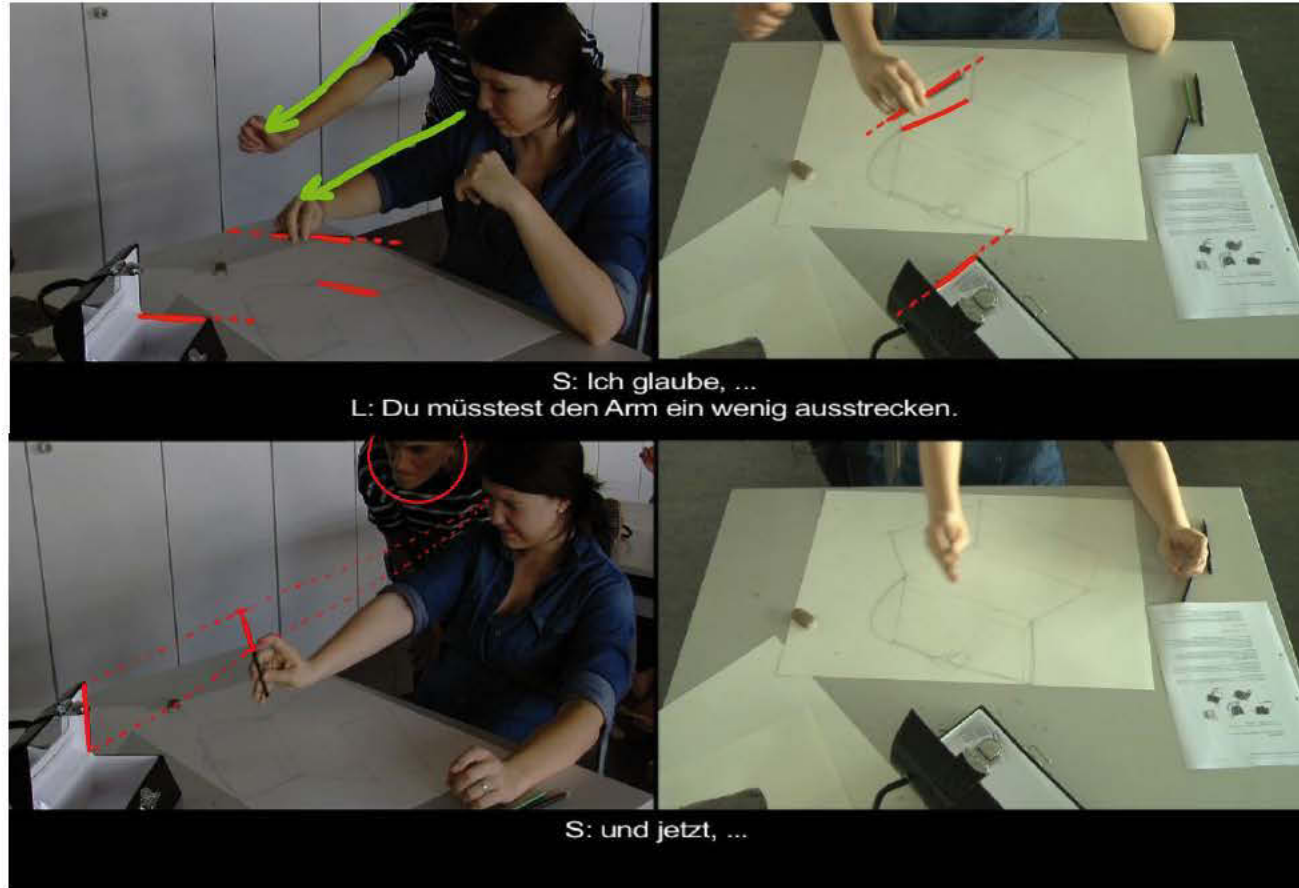 S: Ich glaube, ...
L: Du müsstest den Arm ein wenig ausstrecken.
S: und jetzt, ...